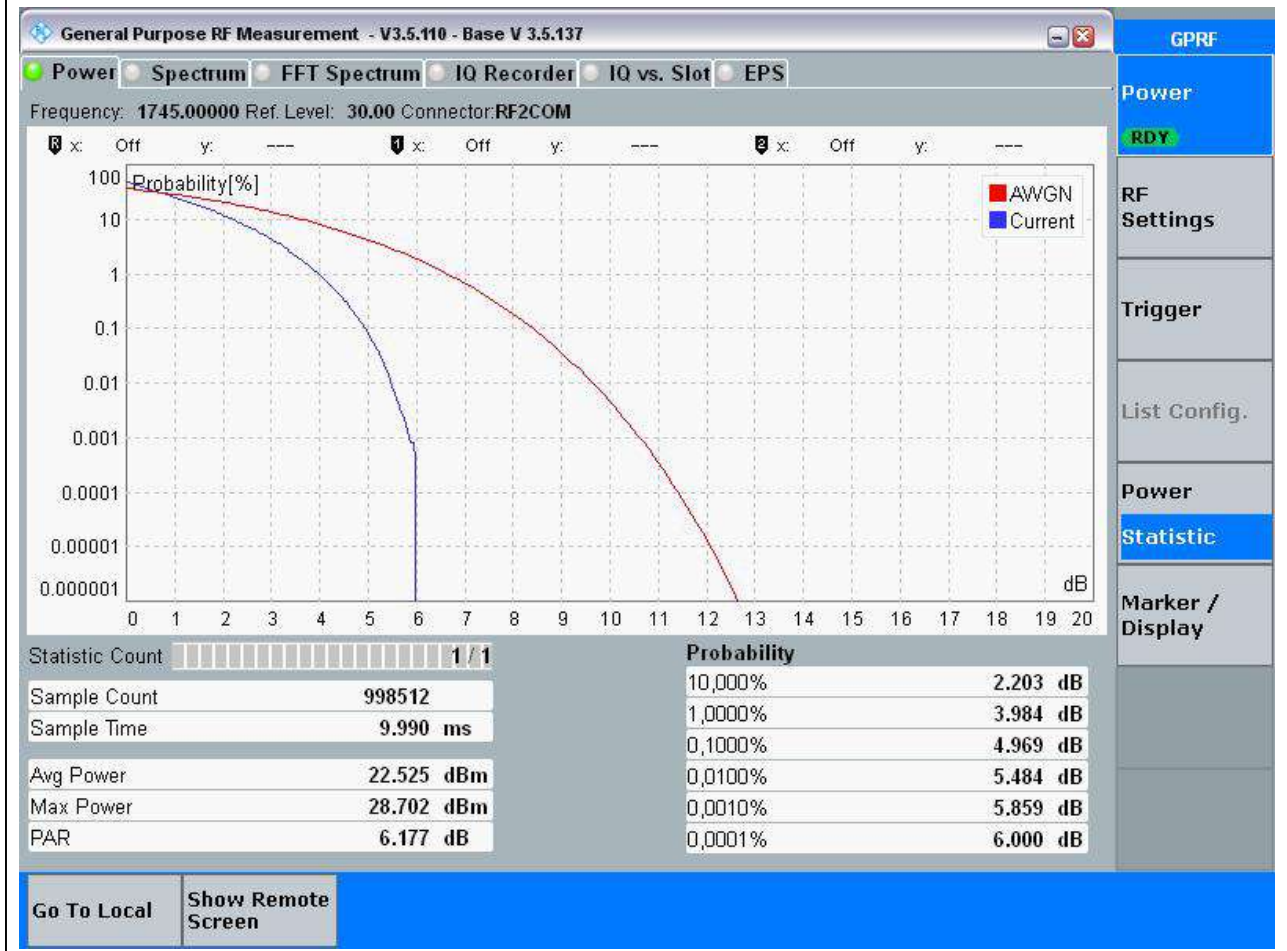 General Purpose RF Measurement - V3.5.110 - Base V 3.5.137
GPRF
Power Spectrum FFT Spectrum IQ Recorder IQ vs. Slot EPS
Frequency: 1745.00000 Ref. Level: 30.00 Connector:RF2COM
R x: Off y: --- 1 x: Off y: --- 2 x: Off y: ---
Probability[%]
AWGN
Current
100
10
1
0.1
0.01
0.001
0.0001
0.00001
0.000001
dB
0 1 2 3 4 5 6 7 8 9 10 11 12 13 14 15 16 17 18 19 20
Statistic Count 1 / 1
Sample Count 998512
Sample Time 9.990 ms
Avg Power 22.525 dBm
Max Power 28.702 dBm
PAR 6.177 dB
Probability
10,000% 2.203 dB
1,0000% 3.984 dB
0,1000% 4.969 dB
0,0100% 5.484 dB
0,0010% 5.859 dB
0,0001% 6.000 dB
Power
RDY
RF
Settings
Trigger
List Config.
Power
Statistic
Marker /
Display
Go To Local
Show Remote
Screen